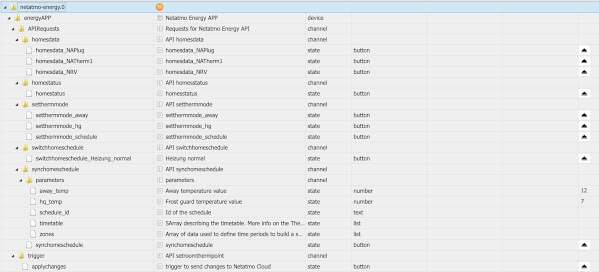 netatmo-energy.0
energyAPP Netatmo Energy APP device
APIRequests Requests for Netatmo Energy API channel
homesdata API homesdata channel
homesdata_NAPlug homesdata_NAPlug state button
homesdata_NATherm1 homesdata_NATherm1 state button
homesdata_NRV homesdata_NRV state button
homestatus API homesstatus channel
homestatus homesstatus state button
setthermmode API setthermmode channel
setthermmode_away setthermmode_away state button
setthermmode_hg setthermmode_hg state button
setthermmode_schedule setthermmode_schedule state button
switchhomeschedule API switchhomeschedule channel
switchhomeschedule_Heizung_normal Heizung normal state button
synchomeschedule API synchomeschedule channel
parameters parameters channel
away_temp Away temperature value state number 12
hq_temp Frost guard temperature value state number 7
schedule_id Id of the schedule state text
timetable SArray describing the timetable. More info on the The... state list
zones Array of data used to define time periods to build a s... state list
synchomeschedule synchomeschedule state button
trigger API setroomthermpoint channel
applychanges trigger to send changes to Netatmo Cloud state button